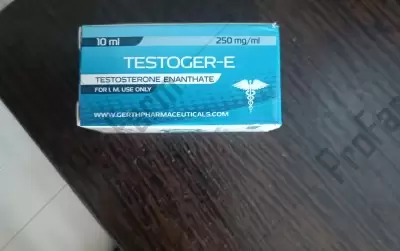 10 ml 250 mg/ml
TESTOGER-E
TESTOSTERONE ENANTHATE
FOR I. M. USE ONLY
WWW.GERTHPHARMACEUTICALS.COM